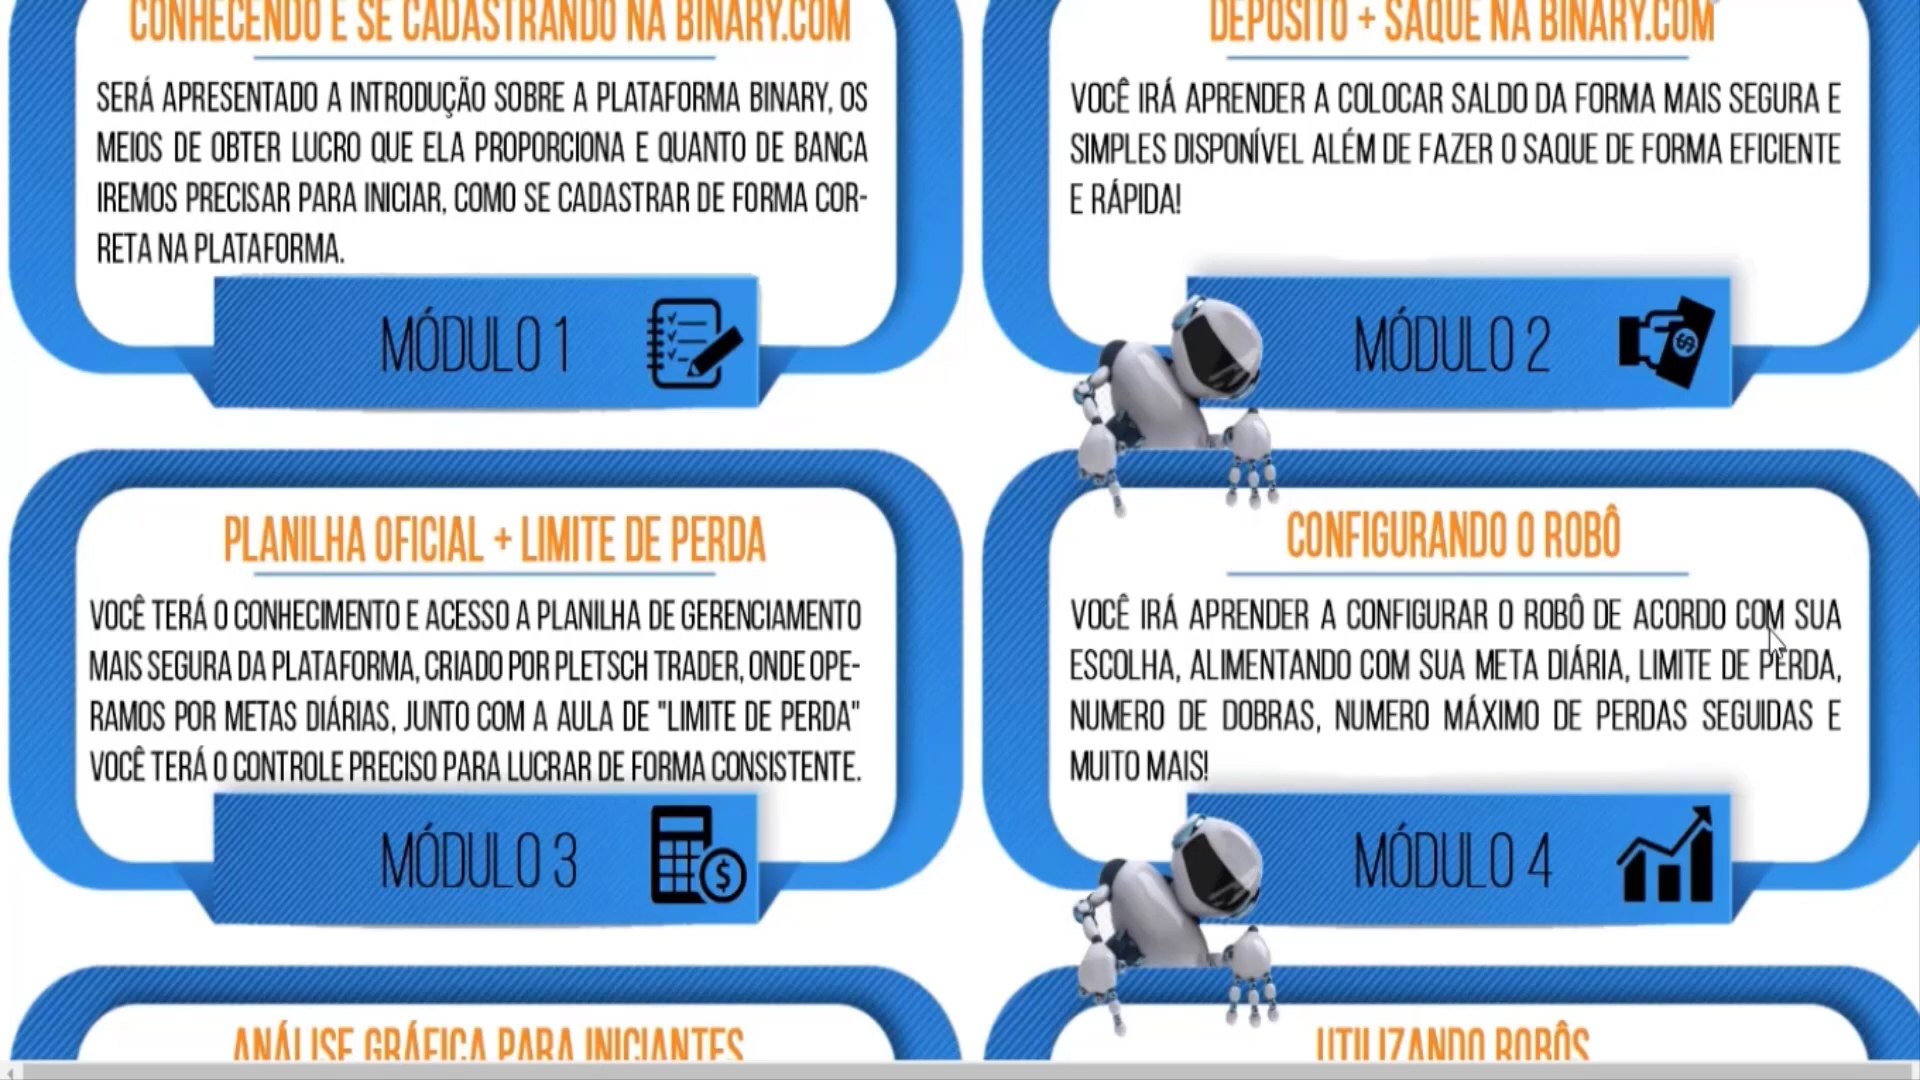 CONHECENDO E SE CADASTRANDO NA BINARY.COM
SERÁ APRESENTADO A INTRODUÇÃO SOBRE A PLATAFORMA BINARY, OS
MEIOS DE OBTER LUCRO QUE ELA PROPORCIONA E QUANTO DE BANCA
IREMOS PRECISAR PARA INICIAR, COMO SE CADASTRAR DE FORMA COR-
RETA NA PLATAFORMA.
MÓDULO 1
DEPOSITO + SAQUE NA BINARY.COM
VOCÊ IRÁ APRENDER A COLOCAR SALDO DA FORMA MAIS SEGURA E
SIMPLES DISPONÍVEL ALÉM DE FAZER O SAQUE DE FORMA EFICIENTE
E RÁPIDA!
MÓDULO 2
PLANILHA OFICIAL + LIMITE DE PERDA
VOCÊ TERÁ O CONHECIMENTO E ACESSO A PLANILHA DE GERENCIAMENTO
MAIS SEGURA DA PLATAFORMA, CRIADO POR PLETSCH TRADER, ONDE OPE-
RAMOS POR METAS DIÁRIAS, JUNTO COM A AULA DE "LIMITE DE PERDA"
VOCÊ TERÁ O CONTROLE PRECISO PARA LUCRAR DE FORMA CONSISTENTE.
MÓDULO 3
CONFIGURANDO O ROBÔ
VOCÊ IRÁ APRENDER A CONFIGURAR O ROBÔ DE ACORDO COM SUA
ESCOLHA, ALIMENTANDO COM SUA META DIÁRIA, LIMITE DE PERDA,
NUMERO DE DOBRAS, NUMERO MÁXIMO DE PERDAS SEGUIDAS E
MUITO MAIS!
MÓDULO 4
ANÁLISE GRÁFICA PARA INICIANTES
UTILIZANDO ROBÔS